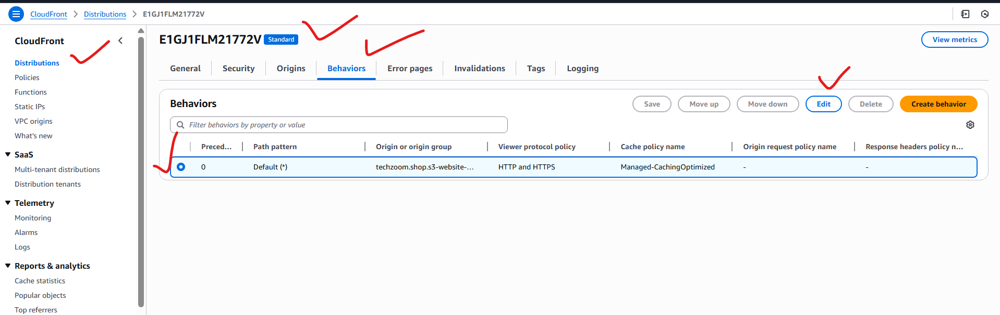 CloudFront > Distributions > E1GJ1FLM21772V
CloudFront
Distributions
Policies
Functions
Static IPs
VPC origins
What's new
SaaS
Multi-tenant distributions
Distribution tenants
Telemetry
Monitoring
Alarms
Logs
Reports & analytics
Cache statistics
Popular objects
Top referrers
E1GJ1FLM21772V Standard
View metrics
General Security Origins Behaviors Error pages Invalidations Tags Logging
Behaviors
Save Move up Move down Edit Delete Create behavior
Filter behaviors by property or value
Preced... Path pattern Origin or origin group Viewer protocol policy Cache policy name Origin request policy name Response headers policy n...
0 Default (*) techzoom.shop.s3-website-... HTTP and HTTPS Managed-CachingOptimized - -